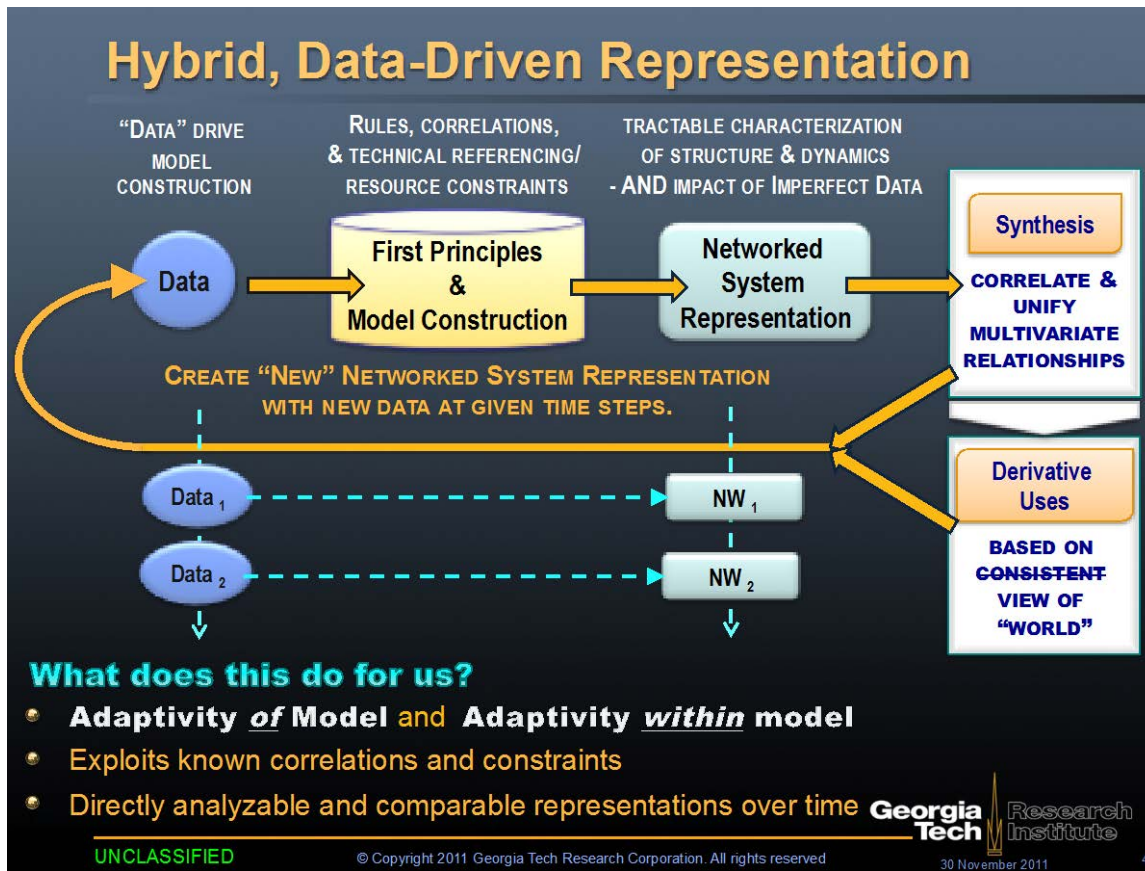 Hybrid, Data-Driven Representation
“DATA” DRIVE
MODEL
CONSTRUCTION
RULES, CORRELATIONS,
& TECHNICAL REFERENCING/
RESOURCE CONSTRAINTS
TRACTABLE CHARACTERIZATION
OF STRUCTURE & DYNAMICS
- AND IMPACT OF IMPERFECT DATA
Data
First Principles
&
Model Construction
Networked
System
Representation
Synthesis
CORRELATE &
UNIFY
MULTIVARIATE
RELATIONSHIPS
CREATE “NEW” NETWORKED SYSTEM REPRESENTATION
WITH NEW DATA AT GIVEN TIME STEPS.
Data 1
NW 1
Data 2
NW 2
Derivative
Uses
BASED ON
CONSISTENT
VIEW OF
“WORLD”
What does this do for us?
Adaptivity of Model and Adaptivity within model
Exploits known correlations and constraints
Directly analyzable and comparable representations over time
Georgia Research
Tech Institute
UNCLASSIFIED
© Copyright 2011 Georgia Tech Research Corporation. All rights reserved
30 November 2011